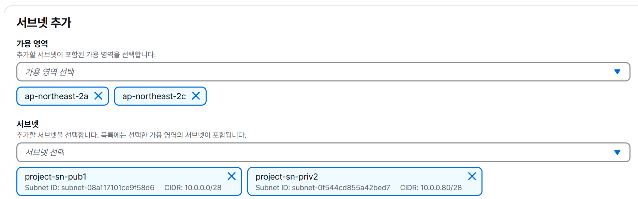 서브넷 추가
가용 영역
추가할 서브넷이 포함된 가용 영역을 선택합니다.
가용 영역 선택
ap-northeast-2a ap-northeast-2c
서브넷
추가할 서브넷을 선택합니다. 목록에는 선택한 가용 영역의 서브넷이 포함됩니다.
서브넷 선택
project-sn-pub1 project-sn-priv2
Subnet ID: subnet-08a117101ce9f58d6 CIDR: 10.0.0.0/28 Subnet ID: subnet-0f544cd855a42bed7 CIDR: 10.0.0.80/28